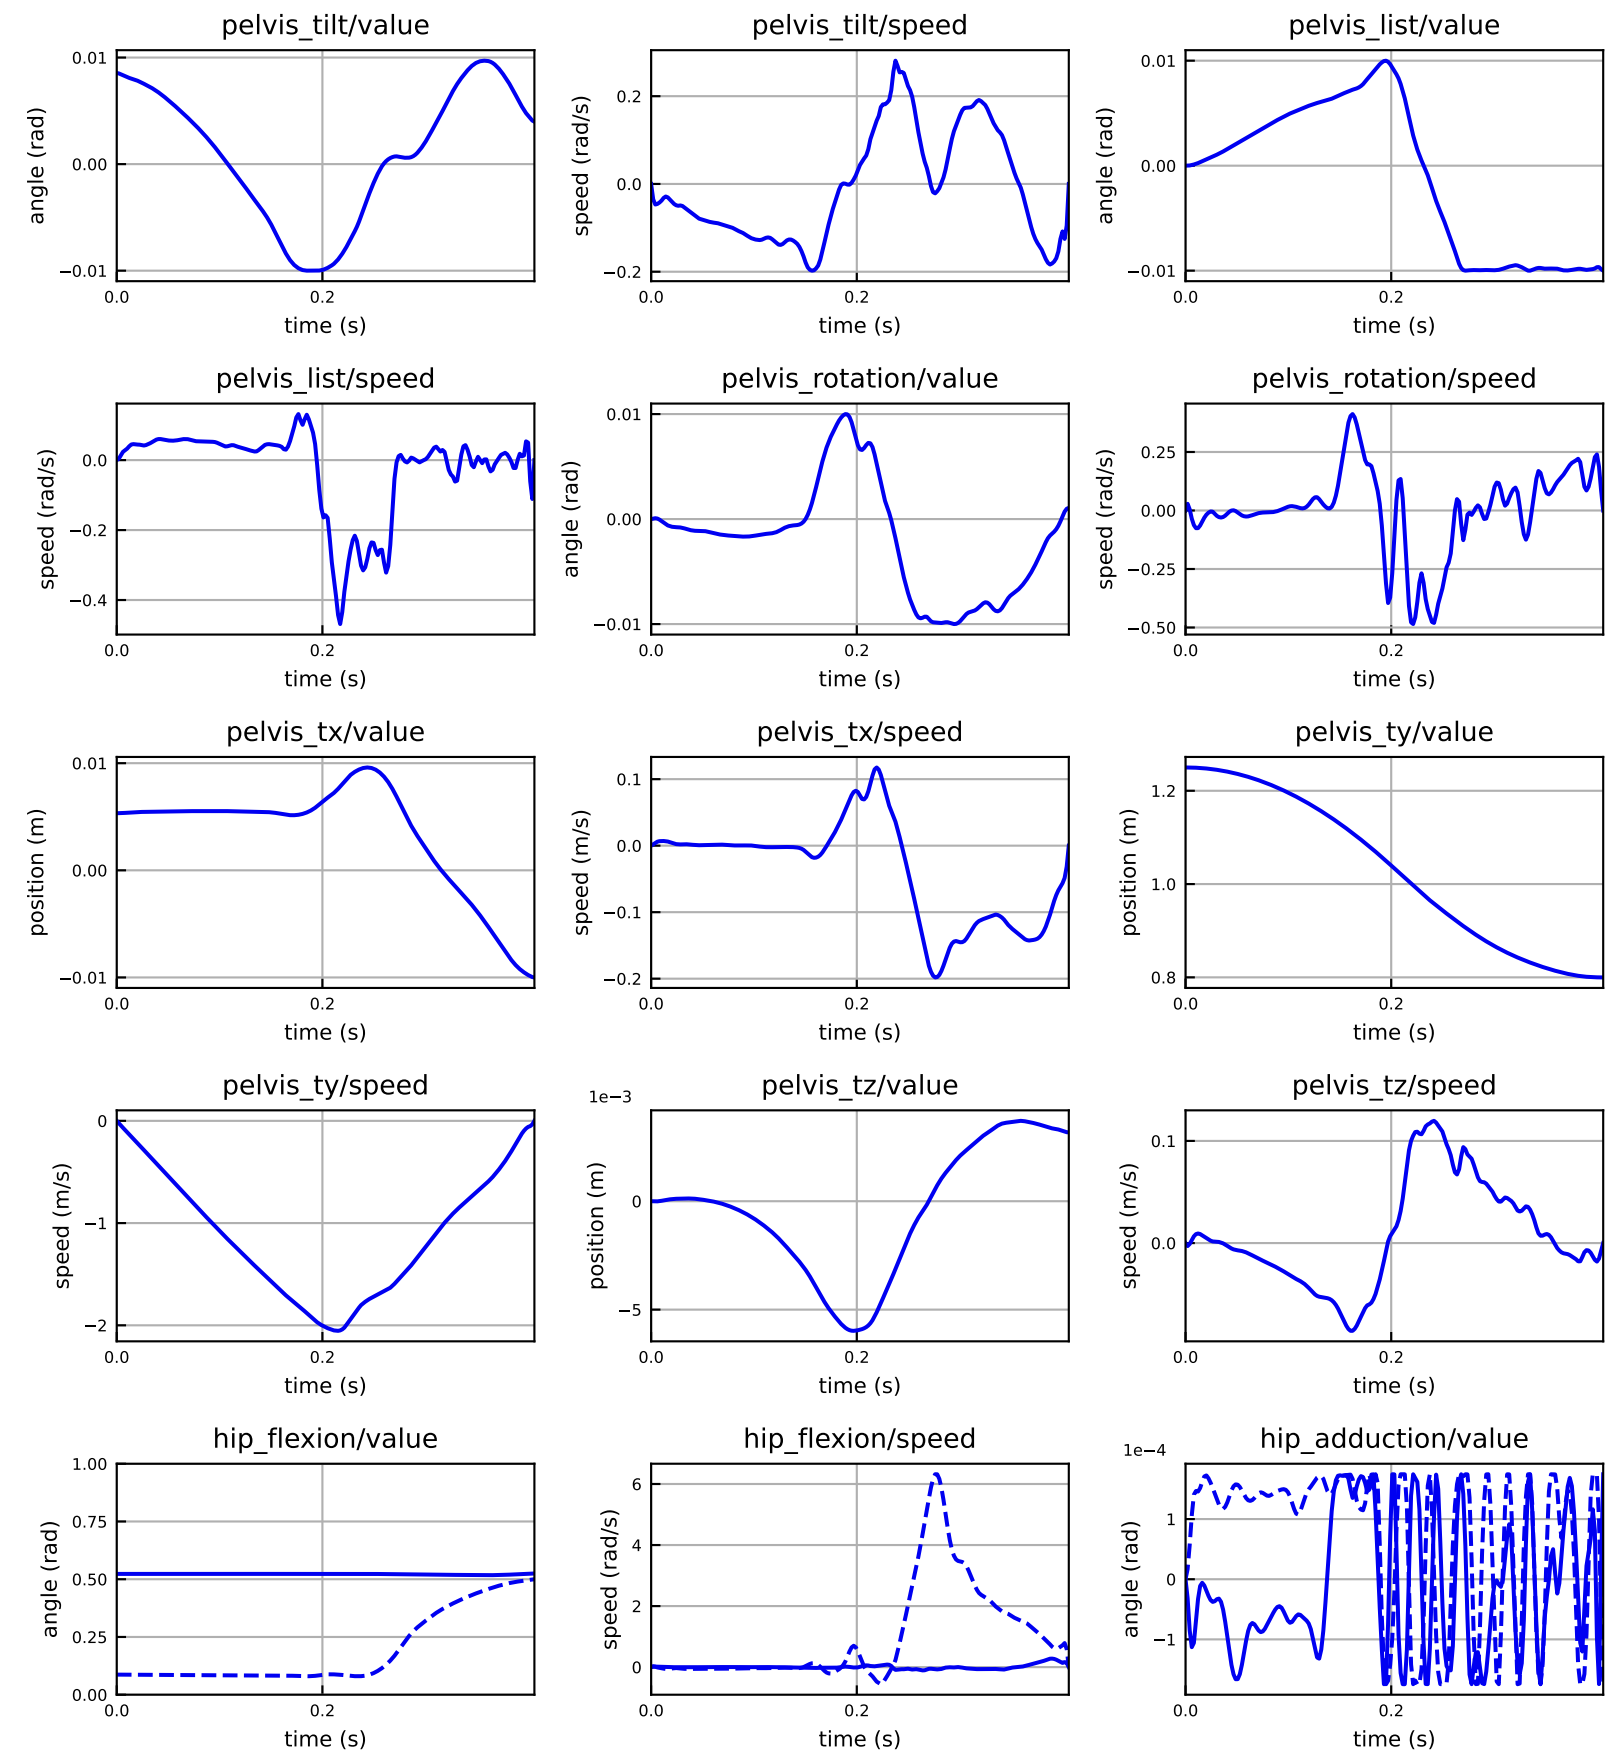 pelvis_tilt/value
pelvis_tilt/speed
pelvis_list/value
0.01
0.00
−0.01
angle (rad)
0.0
0.2
time (s)
0.2
0.0
−0.2
speed (rad/s)
0.0
0.2
time (s)
0.01
0.00
−0.01
angle (rad)
0.0
0.2
time (s)
pelvis_list/speed
pelvis_rotation/value
pelvis_rotation/speed
0.0
−0.2
−0.4
speed (rad/s)
0.0
0.2
time (s)
0.01
0.00
−0.01
angle (rad)
0.0
0.2
time (s)
0.25
0.00
−0.25
−0.50
speed (rad/s)
0.0
0.2
time (s)
pelvis_tx/value
pelvis_tx/speed
pelvis_ty/value
0.01
0.00
−0.01
position (m)
0.0
0.2
time (s)
0.1
0.0
−0.1
−0.2
speed (m/s)
0.0
0.2
time (s)
1.2
1.0
0.8
position (m)
0.0
0.2
time (s)
pelvis_ty/speed
pelvis_tz/value
pelvis_tz/speed
0
−1
−2
speed (m/s)
0.0
0.2
time (s)
1e−3
0
−5
position (m)
0.0
0.2
time (s)
0.1
0.0
speed (m/s)
0.0
0.2
time (s)
hip_flexion/value
hip_flexion/speed
hip_adduction/value
1.00
0.75
0.50
0.25
0.00
angle (rad)
0.0
0.2
time (s)
6
4
2
0
speed (rad/s)
0.0
0.2
time (s)
1e−4
1
0
−1
angle (rad)
0.0
0.2
time (s)